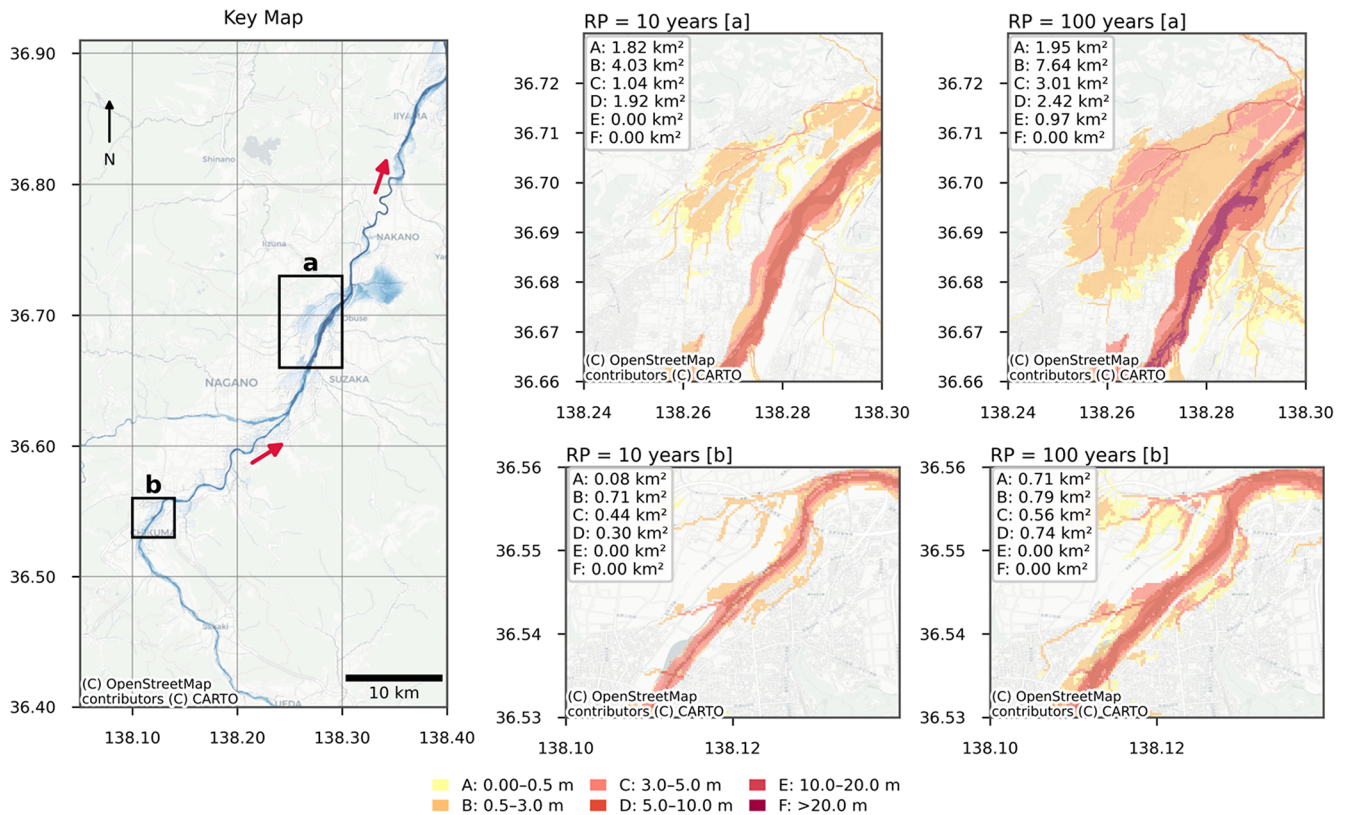 Key Map
36.90
36.80
36.70
36.60
36.50
36.40
138.10
138.20
138.30
138.40
N
IIYAMA
Shinano
Iizuna
NAKANO
a
Obuse
NAGANO
SUZAKA
b
CHIKUMA
Sakaki
UEDA
(C) OpenStreetMap
contributors (C) CARTO
10 km
RP = 10 years [a]
A: 1.82 km²
B: 4.03 km²
C: 1.04 km²
D: 1.92 km²
E: 0.00 km²
F: 0.00 km²
36.72
36.71
36.70
36.69
36.68
36.67
36.66
(C) OpenStreetMap
contributors (C) CARTO
138.24
138.26
138.28
138.30
RP = 100 years [a]
A: 1.95 km²
B: 7.64 km²
C: 3.01 km²
D: 2.42 km²
E: 0.97 km²
F: 0.00 km²
36.72
36.71
36.70
36.69
36.68
36.67
36.66
(C) OpenStreetMap
contributors (C) CARTO
138.24
138.26
138.28
138.30
RP = 10 years [b]
A: 0.08 km²
B: 0.71 km²
C: 0.44 km²
D: 0.30 km²
E: 0.00 km²
F: 0.00 km²
36.56
36.55
36.54
36.53
(C) OpenStreetMap
contributors (C) CARTO
138.10
138.12
RP = 100 years [b]
A: 0.71 km²
B: 0.79 km²
C: 0.56 km²
D: 0.74 km²
E: 0.00 km²
F: 0.00 km²
36.56
36.55
36.54
36.53
(C) OpenStreetMap
contributors (C) CARTO
138.10
138.12
A: 0.00–0.5 m
C: 3.0–5.0 m
E: 10.0–20.0 m
B: 0.5–3.0 m
D: 5.0–10.0 m
F: >20.0 m